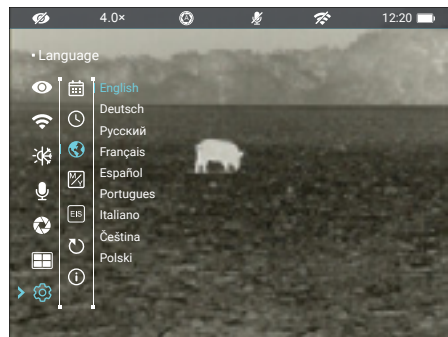 4.0×
12:20
• Language
English
Deutsch
Русский
Français
Español
Portugues
EIS
Italiano
Čeština
Polski